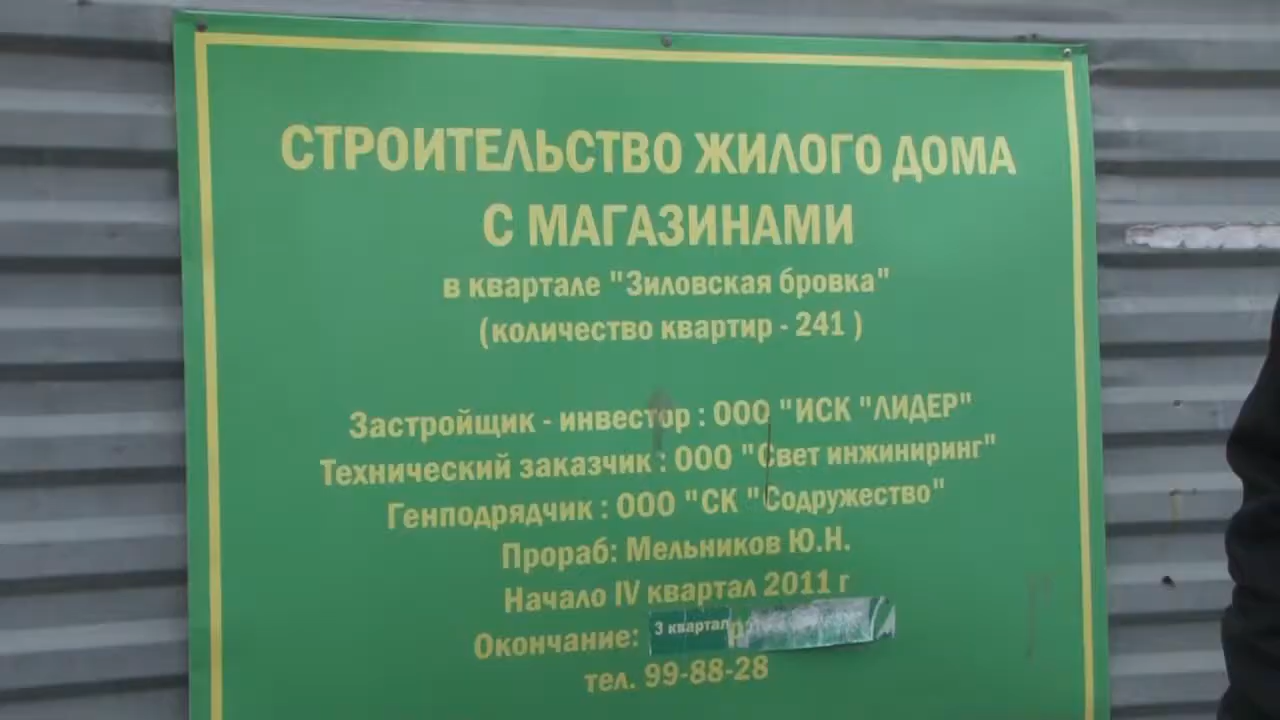 СТРОИТЕЛЬСТВО ЖИЛОГО ДОМА
С МАГАЗИНАМИ
в квартале "Зиловская бровка"
(количество квартир - 241 )
Застройщик - инвестор : ООО "ИСК "ЛИДЕР"
Технический заказчик : ООО "Свет инжиниринг"
Генподрядчик : ООО "СК "Содружество"
Прораб: Мельников Ю.Н.
Начало IV квартал 2011 г
Окончание: 3 квартал
тел. 99-88-28